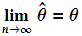 lim θ̂ = θ
n→∞